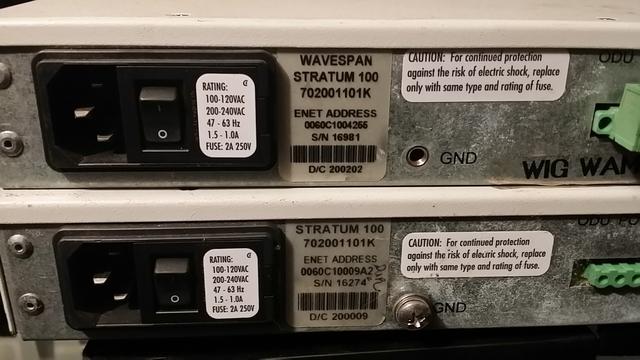 RATING:
100-120VAC
200-240VAC
47 - 63 Hz
1.5 - 1.0A
FUSE: 2A 250V
WAVESPAN
STRATUM 100
702001101K
ENET ADDRESS
0060C1004255
S/N 16981
D/C 200202
CAUTION: For continued protection
against the risk of electric shock, replace
only with same type and rating of fuse.
GND
ODU
WIG WAN
RATING:
100-120VAC
200-240VAC
47 - 63 Hz
1.5 - 1.0A
FUSE: 2A 250V
STRATUM 100
702001101K
ENET ADDRESS
0060C10009A2
S/N 16274
D/C 200009
CAUTION: For continued protection
against the risk of electric shock, replace
only with same type and rating of fuse.
GND